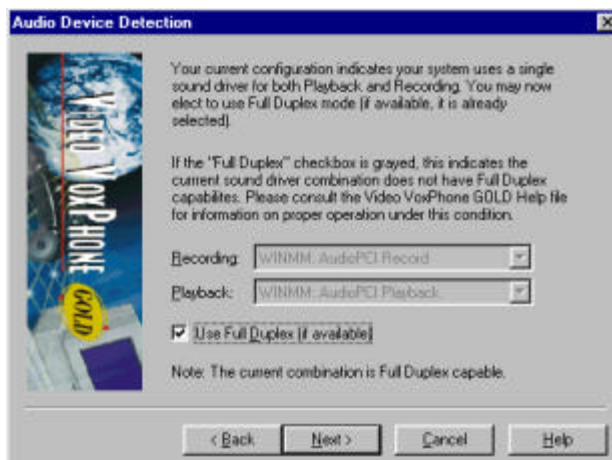 Audio Device Detection
VIDEO VOXPHONE
GOLD
Your current configuration indicates your system uses a single
sound driver for both Playback and Recording. You may now
elect to use Full Duplex mode (if available, it is already
selected).
If the "Full Duplex" checkbox is grayed, this indicates the
current sound driver combination does not have Full Duplex
capabilites. Please consult the Video VoxPhone GOLD Help file
for information on proper operation under this condition.
Recording: WINMM: AudioPCI Record
Playback: WINMM: AudioPCI Playback
Use Full Duplex (if available)
Note: The current combination is Full Duplex capable.
< Back Next > Cancel Help